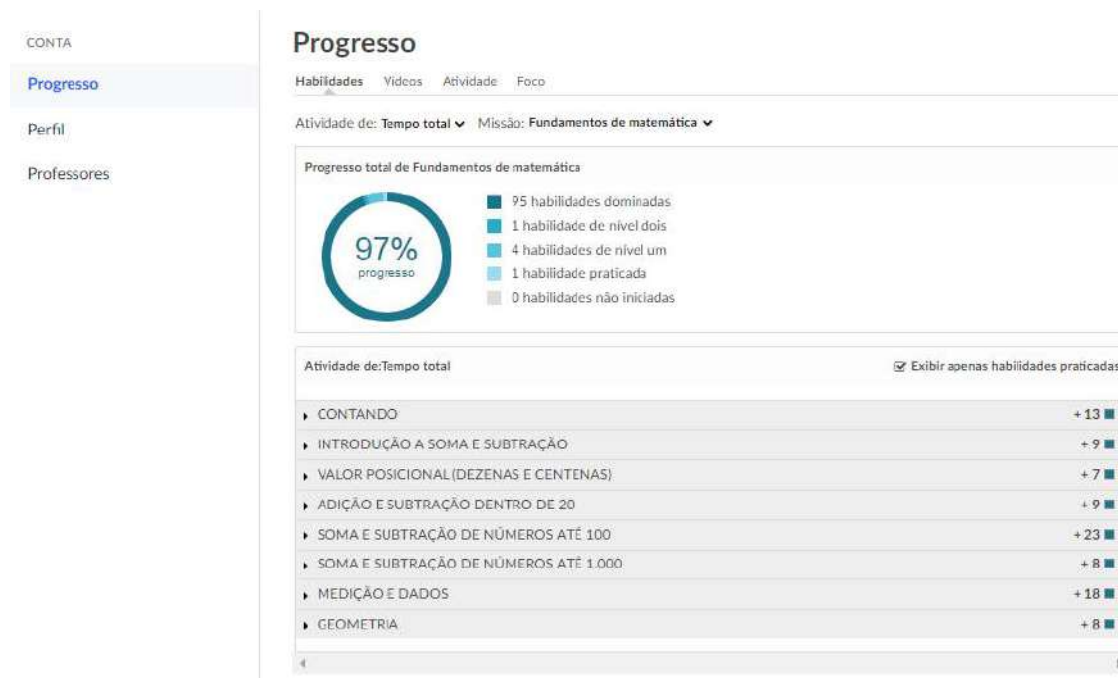 CONTA
Progresso
Perfil
Professores
Progresso
Habilidades Vídeos Atividade Foco
Atividade de: Tempo total Missão: Fundamentos de matemática
Progresso total de Fundamentos de matemática
97%
progresso
95 habilidades dominadas
1 habilidade de nível dois
4 habilidades de nível um
1 habilidade praticada
0 habilidades não iniciadas
Atividade de:Tempo total Exibir apenas habilidades praticadas
CONTANDO +13
INTRODUÇÃO A SOMA E SUBTRAÇÃO +9
VALOR POSICIONAL (DEZENAS E CENTENAS) +7
ADIÇÃO E SUBTRAÇÃO DENTRO DE 20 +9
SOMA E SUBTRAÇÃO DE NÚMEROS ATÉ 100 +23
SOMA E SUBTRAÇÃO DE NÚMEROS ATÉ 1.000 +8
MEDIÇÃO E DADOS +18
GEOMETRIA +8